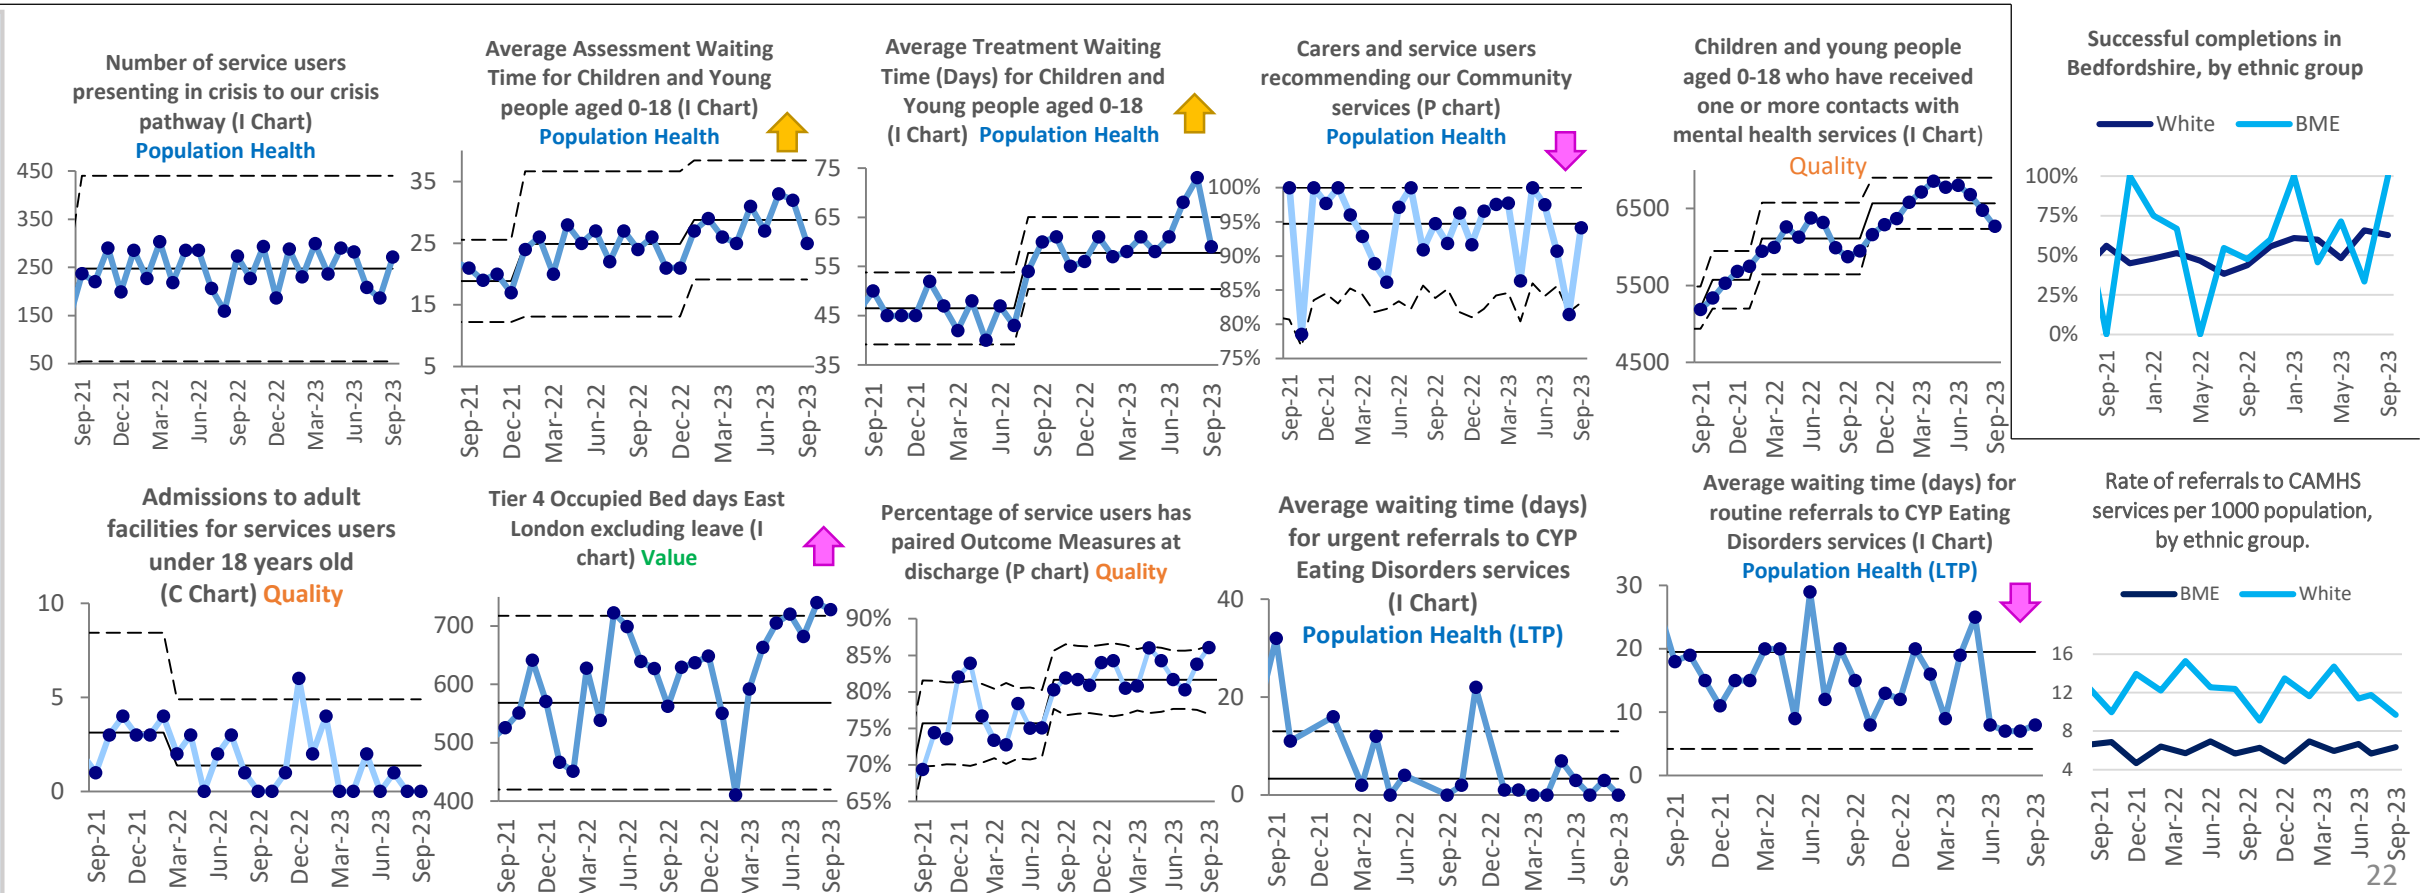 Number of service users
presenting in crisis to our crisis
pathway (I Chart)
Population Health
450
350
250
150
50
Sep-21
Dec-21
Mar-22
Jun-22
Sep-22
Dec-22
Mar-23
Jun-23
Sep-23
Average Assessment Waiting
Time for Children and Young
people aged 0-18 (I Chart)
Population Health
35
25
15
5
Sep-21
Dec-21
Mar-22
Jun-22
Sep-22
Dec-22
Mar-23
Jun-23
Sep-23
Average Treatment Waiting
Time (Days) for Children and
Young people aged 0-18
(I Chart) Population Health
75
65
55
45
35
Sep-21
Dec-21
Mar-22
Jun-22
Sep-22
Dec-22
Mar-23
Jun-23
Sep-23
Carers and service users
recommending our Community
services (P chart)
Population Health
100%
95%
90%
85%
80%
75%
Sep-21
Dec-21
Mar-22
Jun-22
Sep-22
Dec-22
Mar-23
Jun-23
Sep-23
Children and young people
aged 0-18 who have received
one or more contacts with
mental health services (I Chart)
Quality
6500
5500
4500
Sep-21
Dec-21
Mar-22
Jun-22
Sep-22
Dec-22
Mar-23
Jun-23
Sep-23
Successful completions in
Bedfordshire, by ethnic group
White BME
100%
75%
50%
25%
0%
Sep-21
Jan-22
May-22
Sep-22
Jan-23
May-23
Sep-23
Admissions to adult
facilities for services users
under 18 years old
(C Chart) Quality
10
5
0
Sep-21
Dec-21
Mar-22
Jun-22
Sep-22
Dec-22
Mar-23
Jun-23
Sep-23
Tier 4 Occupied Bed days East
London excluding leave (I
chart) Value
700
600
500
400
Sep-21
Dec-21
Mar-22
Jun-22
Sep-22
Dec-22
Mar-23
Jun-23
Sep-23
Percentage of service users has
paired Outcome Measures at
discharge (P chart) Quality
90%
85%
80%
75%
70%
65%
Sep-21
Dec-21
Mar-22
Jun-22
Sep-22
Dec-22
Mar-23
Jun-23
Sep-23
Average waiting time (days)
for urgent referrals to CYP
Eating Disorders services
(I Chart)
Population Health (LTP)
40
20
0
Sep-21
Dec-21
Mar-22
Jun-22
Sep-22
Dec-22
Mar-23
Jun-23
Sep-23
Average waiting time (days) for
routine referrals to CYP Eating
Disorders services (I Chart)
Population Health (LTP)
30
20
10
0
Sep-21
Dec-21
Mar-22
Jun-22
Sep-22
Dec-22
Mar-23
Jun-23
Sep-23
Rate of referrals to CAMHS
services per 1000 population,
by ethnic group.
BME White
16
12
8
4
Sep-21
Dec-21
Mar-22
Jun-22
Sep-22
Dec-22
Mar-23
Jun-23
Sep-23
22